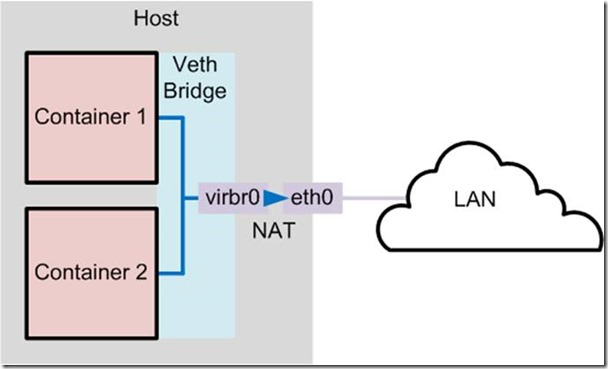 Host
Veth
Bridge
Container 1
virbr0
eth0
LAN
NAT
Container 2